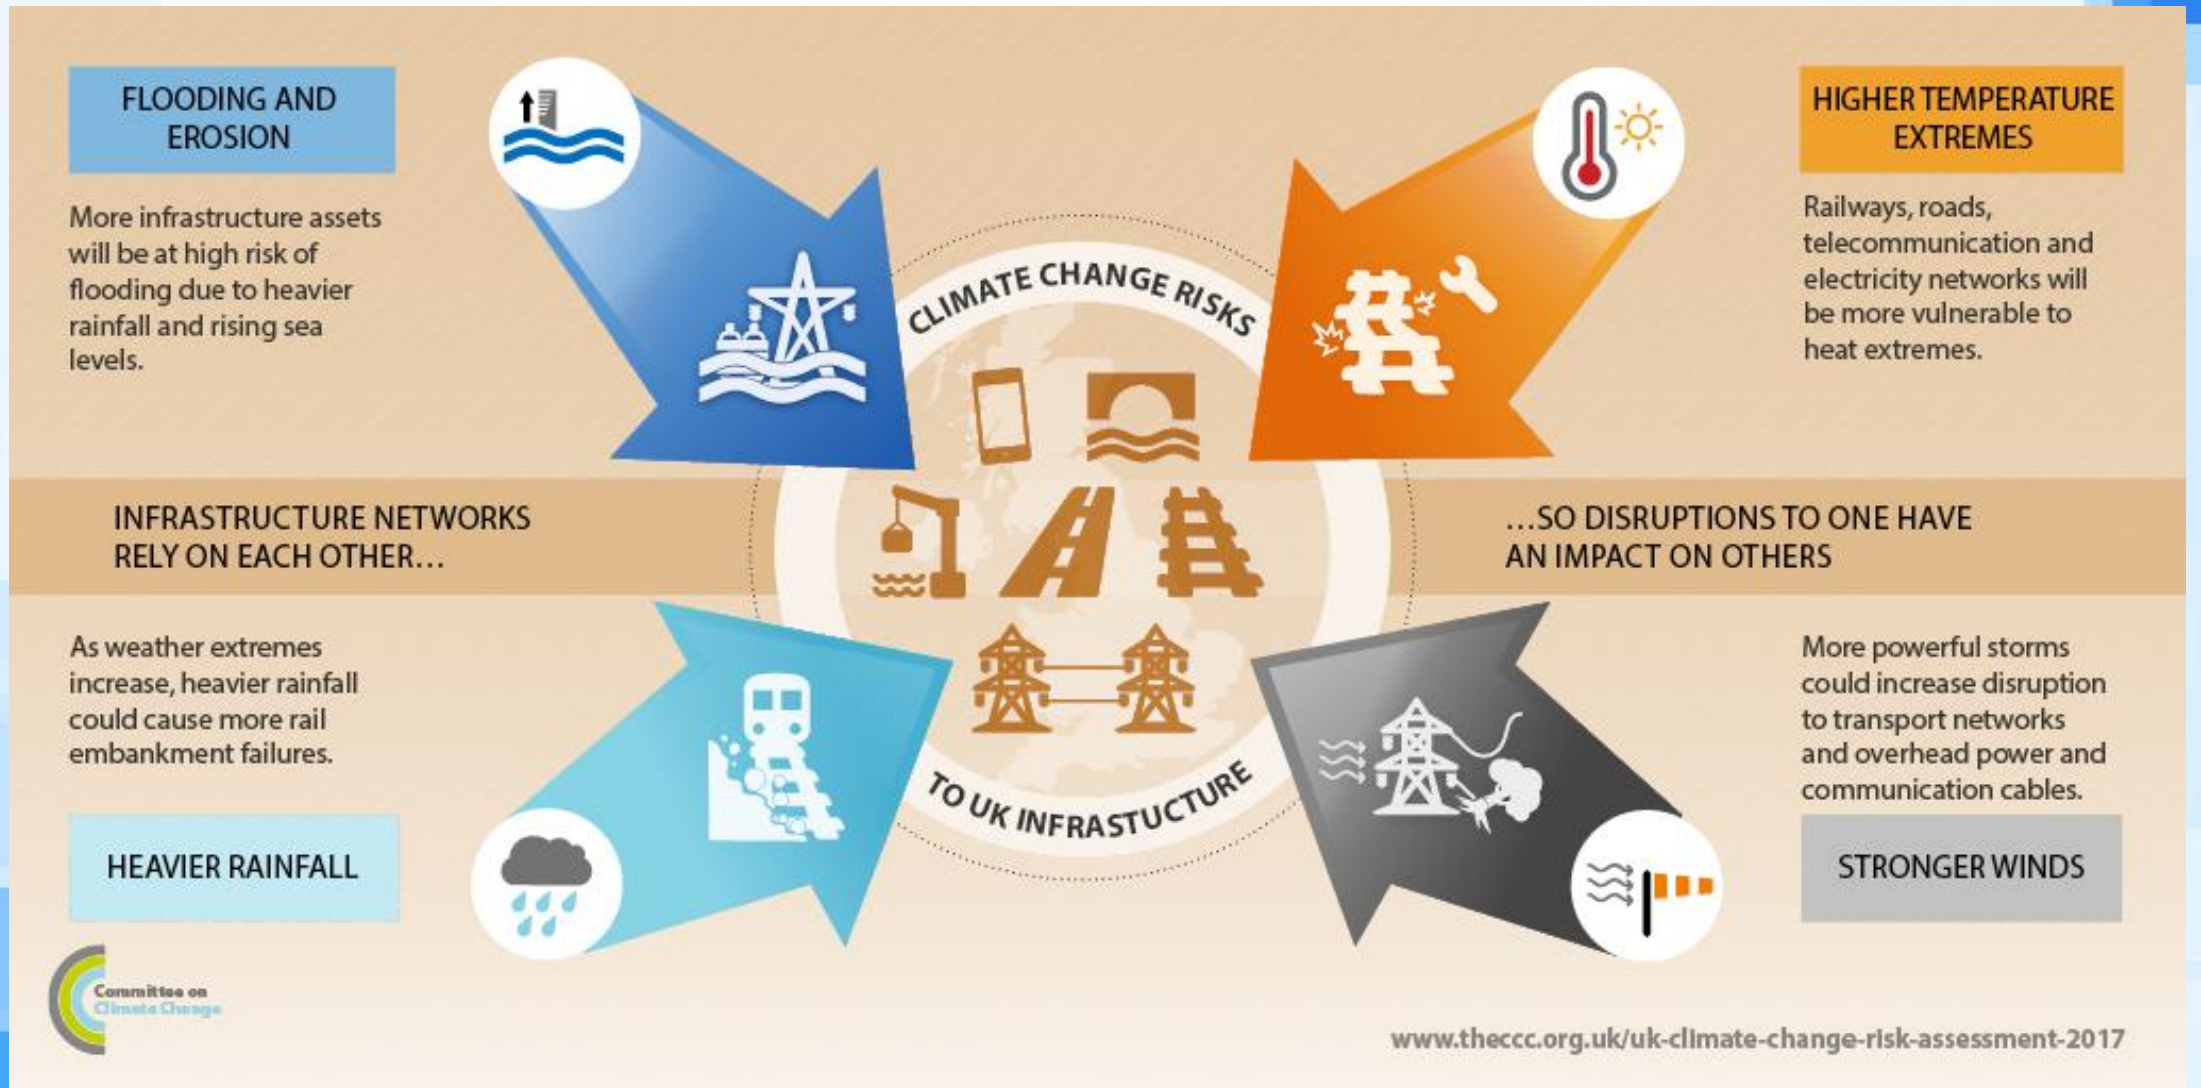 FLOODING AND
EROSION
More infrastructure assets
will be at high risk of
flooding due to heavier
rainfall and rising sea
levels.
HIGHER TEMPERATURE
EXTREMES
Railways, roads,
telecommunication and
electricity networks will
be more vulnerable to
heat extremes.
CLIMATE CHANGE RISKS
TO UK INFRASTUCTURE
INFRASTRUCTURE NETWORKS
RELY ON EACH OTHER...
...SO DISRUPTIONS TO ONE HAVE
AN IMPACT ON OTHERS
As weather extremes
increase, heavier rainfall
could cause more rail
embankment failures.
HEAVIER RAINFALL
More powerful storms
could increase disruption
to transport networks
and overhead power and
communication cables.
STRONGER WINDS
Committee on
Climate Change
www.theccc.org.uk/uk-climate-change-risk-assessment-2017